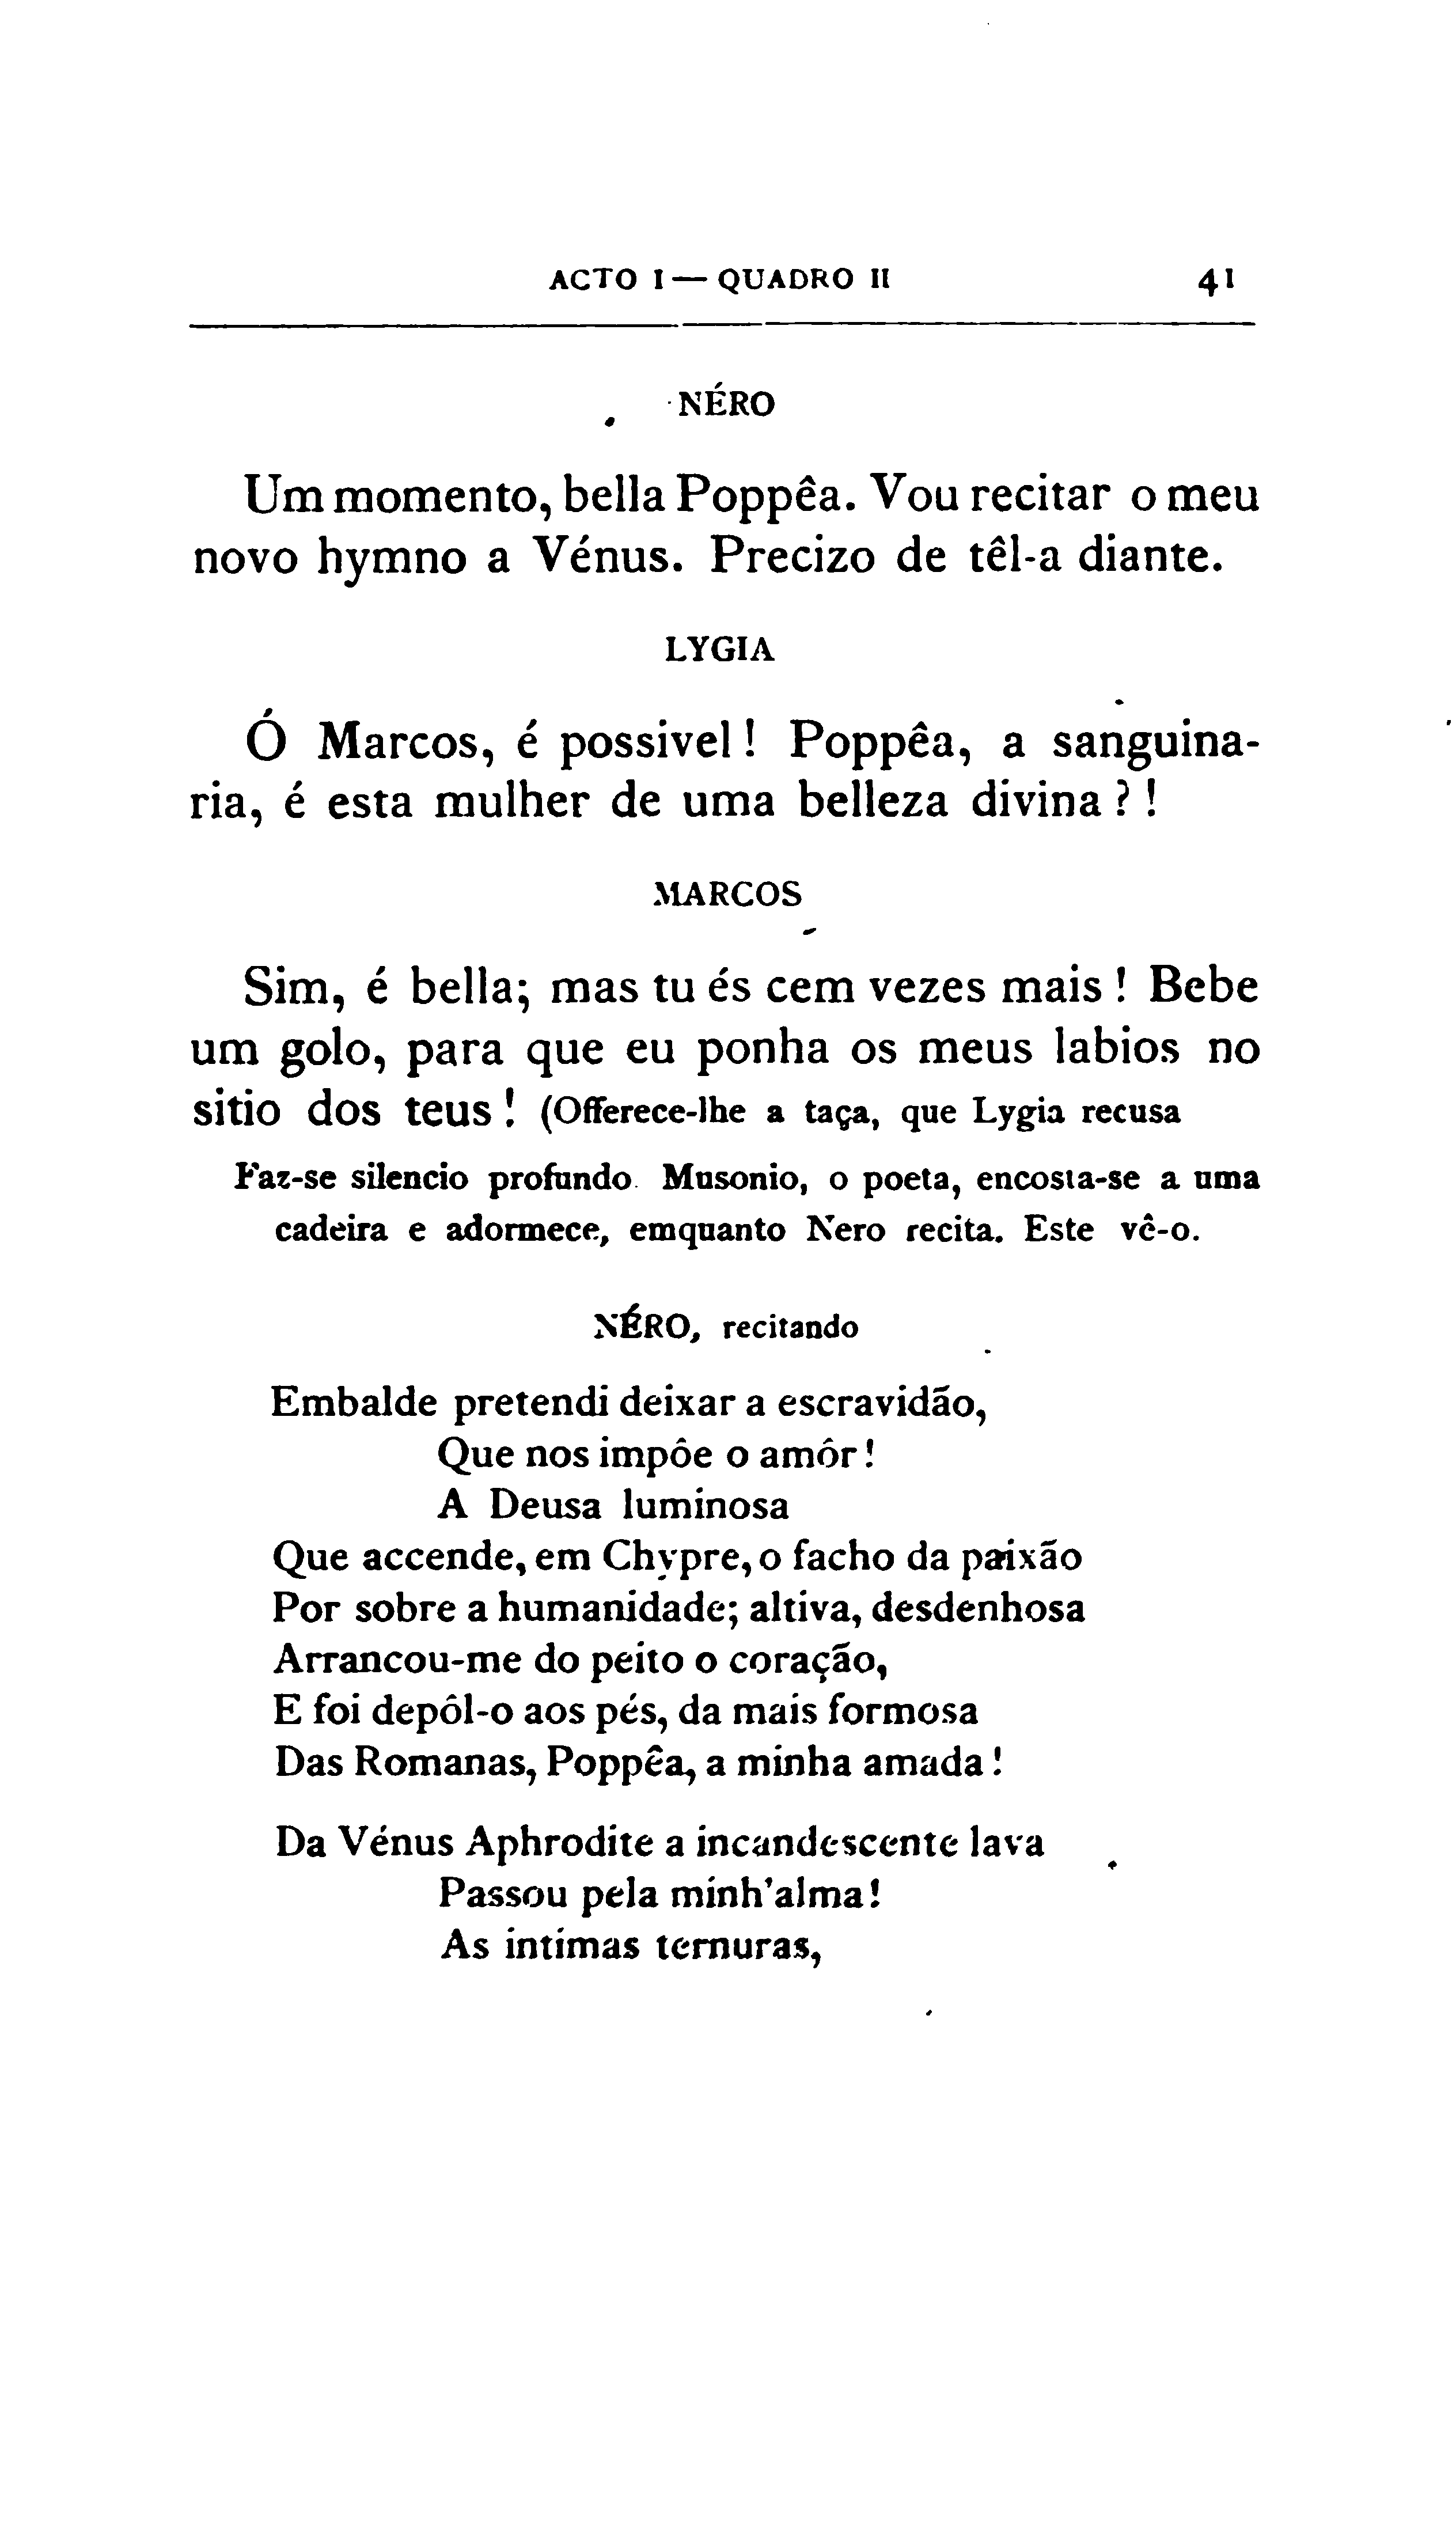 ACTO I — QUADRO II 41
NÉRO
Um momento, bella Poppêa. Vou recitar o meu
novo hymno a Vénus. Precizo de têl-a diante.
LYGIA
Ó Marcos, é possivel! Poppêa, a sanguina-
ria, é esta mulher de uma belleza divina?!
MARCOS
Sim, é bella; mas tu és cem vezes mais! Bebe
um golo, para que eu ponha os meus labios no
sitio dos teus! (Offerece-lhe a taça, que Lygia recusa
Faz-se silencio profundo. Musonio, o poeta, encosta-se a uma
cadeira e adormece, emquanto Nero recita. Este vê-o.
NÉRO, recitando
Embalde pretendi deixar a escravidão,
Que nos impôe o amôr!
A Deusa luminosa
Que accende, em Chypre, o facho da paixão
Por sobre a humanidade; altiva, desdenhosa
Arrancou-me do peito o coração,
E foi depôl-o aos pés, da mais formosa
Das Romanas, Poppêa, a minha amada!
Da Vénus Aphrodite a incandescente lava
Passou pela minh'alma!
As intimas ternuras,